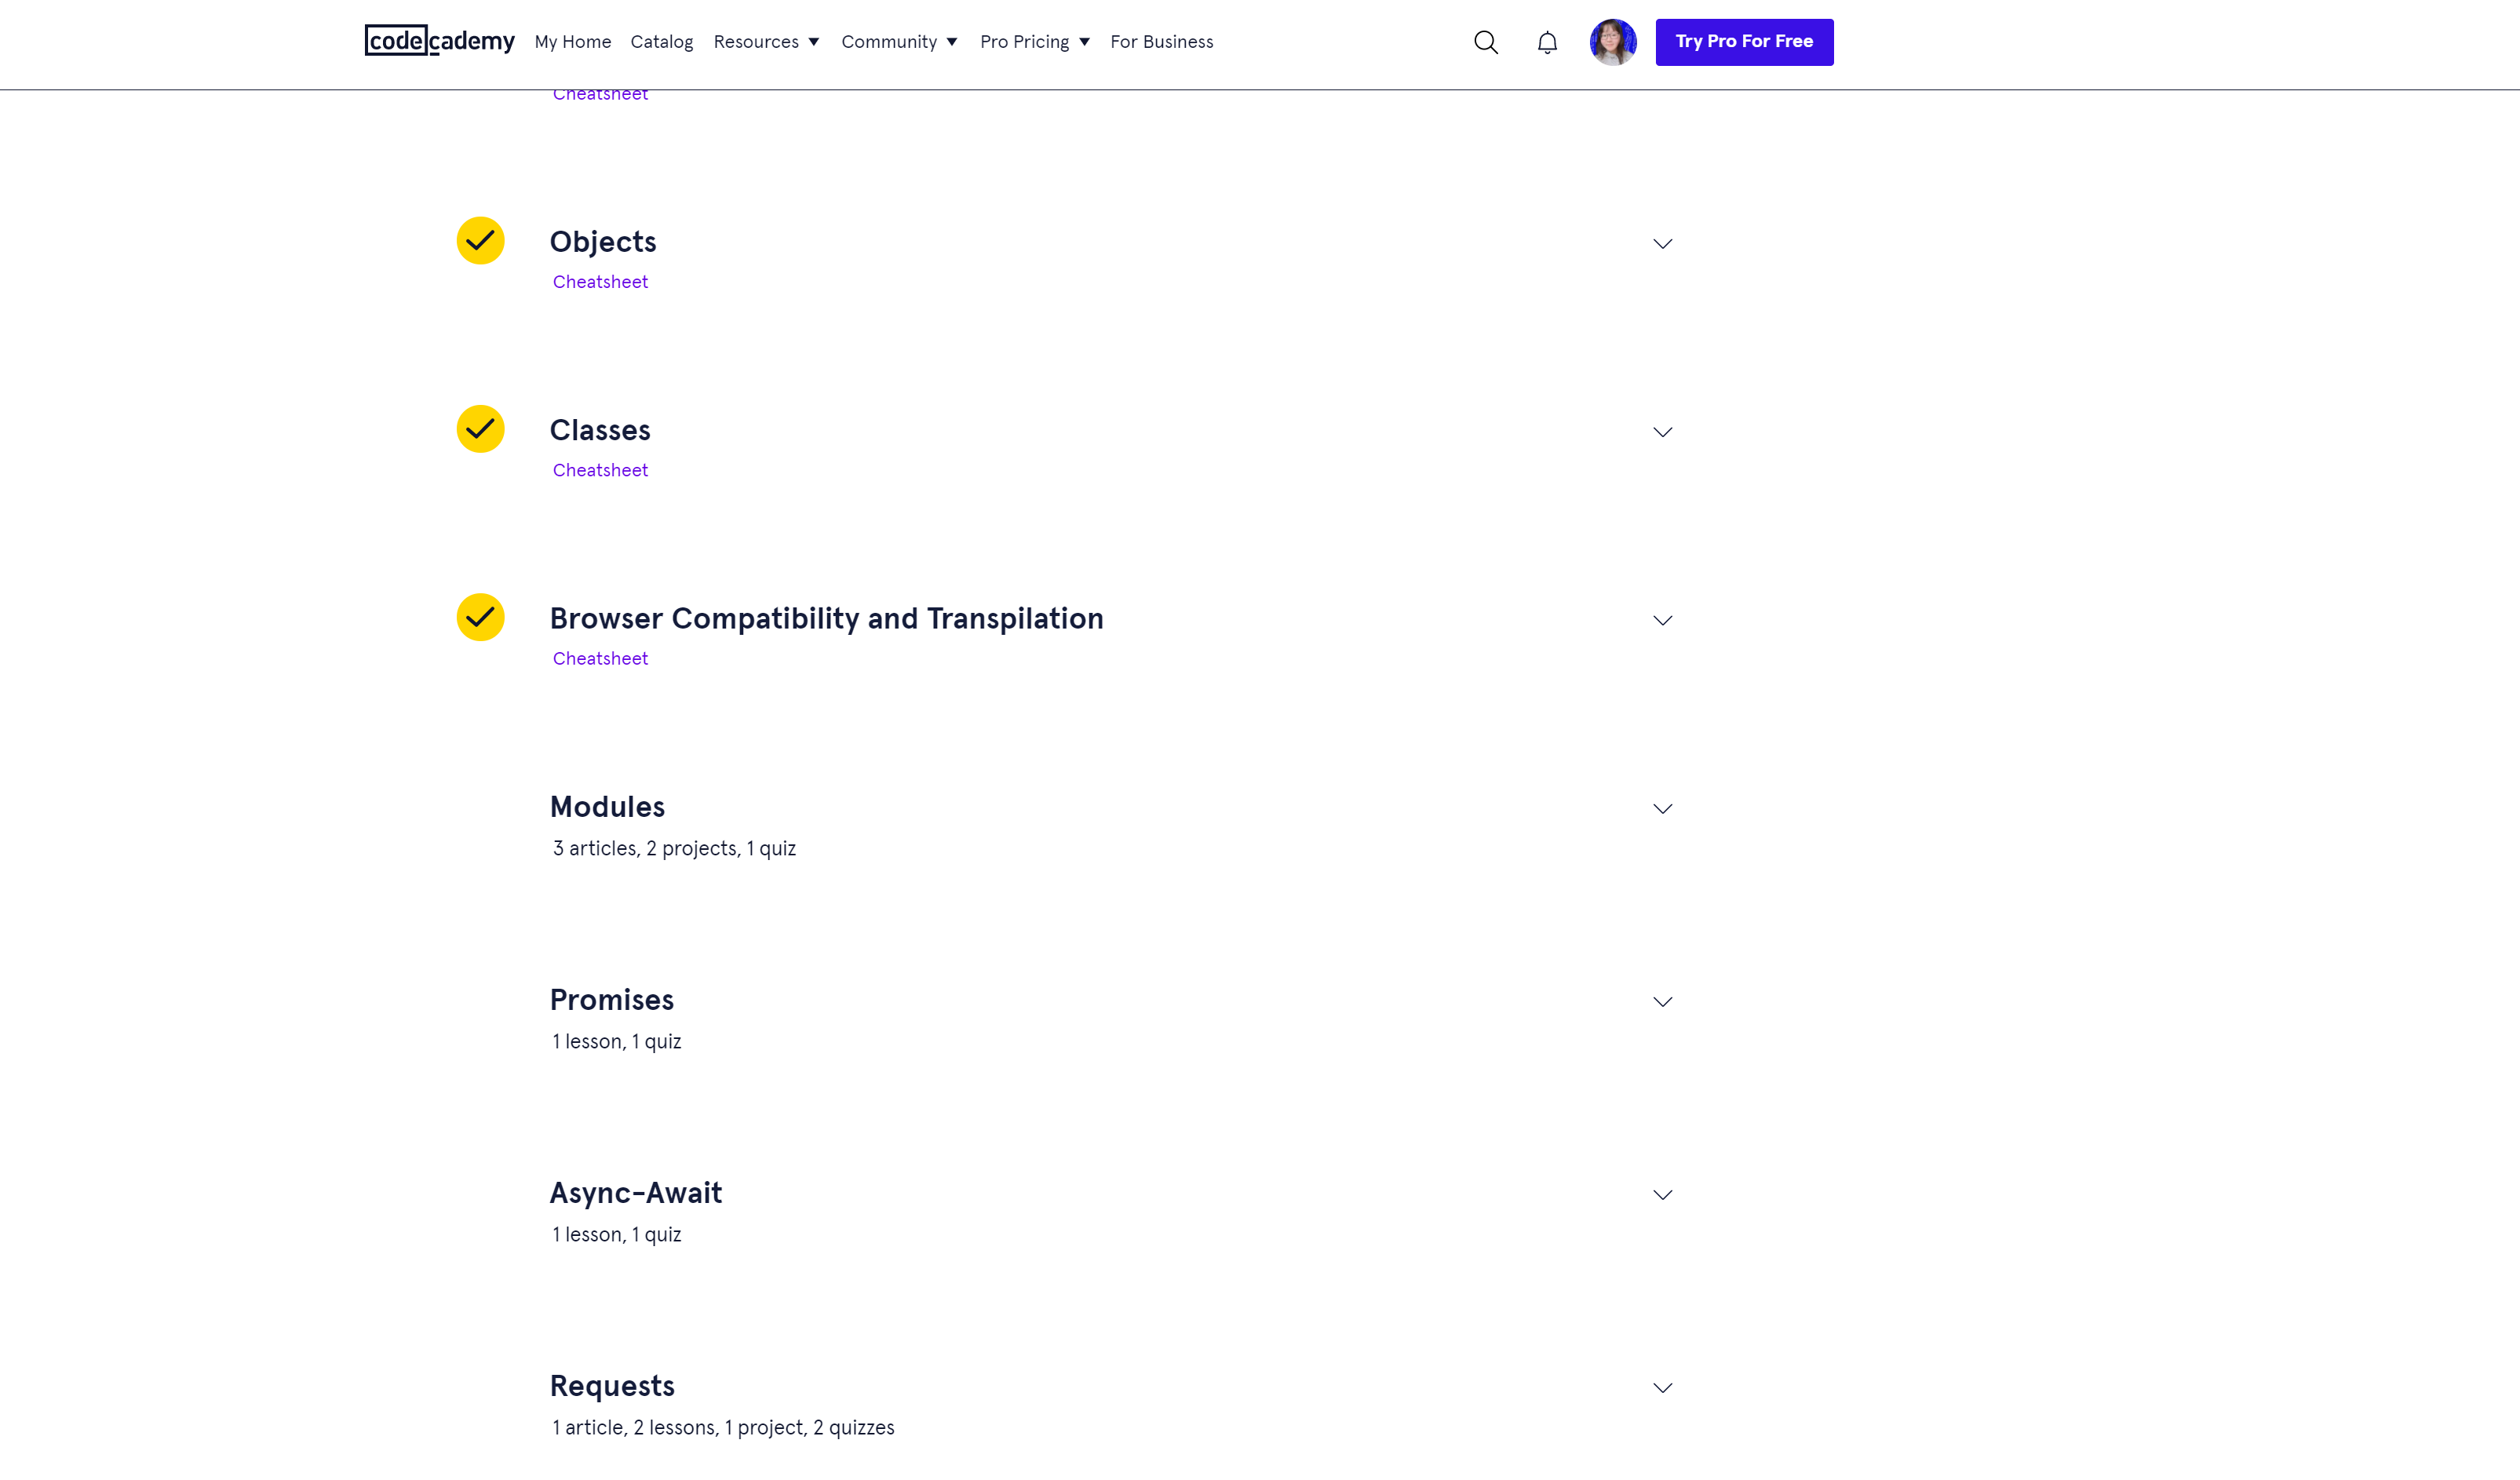 codecademy My Home Catalog Resources Community Pro Pricing For Business Try Pro For Free
Cheatsheet
Objects
Cheatsheet
Classes
Cheatsheet
Browser Compatibility and Transpilation
Cheatsheet
Modules
3 articles, 2 projects, 1 quiz
Promises
1 lesson, 1 quiz
Async-Await
1 lesson, 1 quiz
Requests
1 article, 2 lessons, 1 project, 2 quizzes